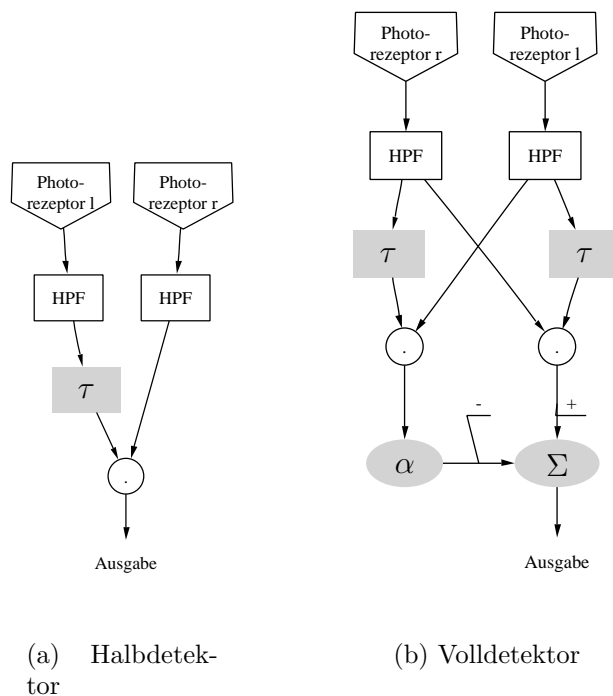 Photo-
rezeptor l
Photo-
rezeptor r
HPF
HPF
τ
.
Ausgabe
(a) Halbdetek-
tor
Photo-
rezeptor r
Photo-
rezeptor l
HPF
HPF
τ
τ
.
.
-
+
α
Σ
Ausgabe
(b) Volldetektor